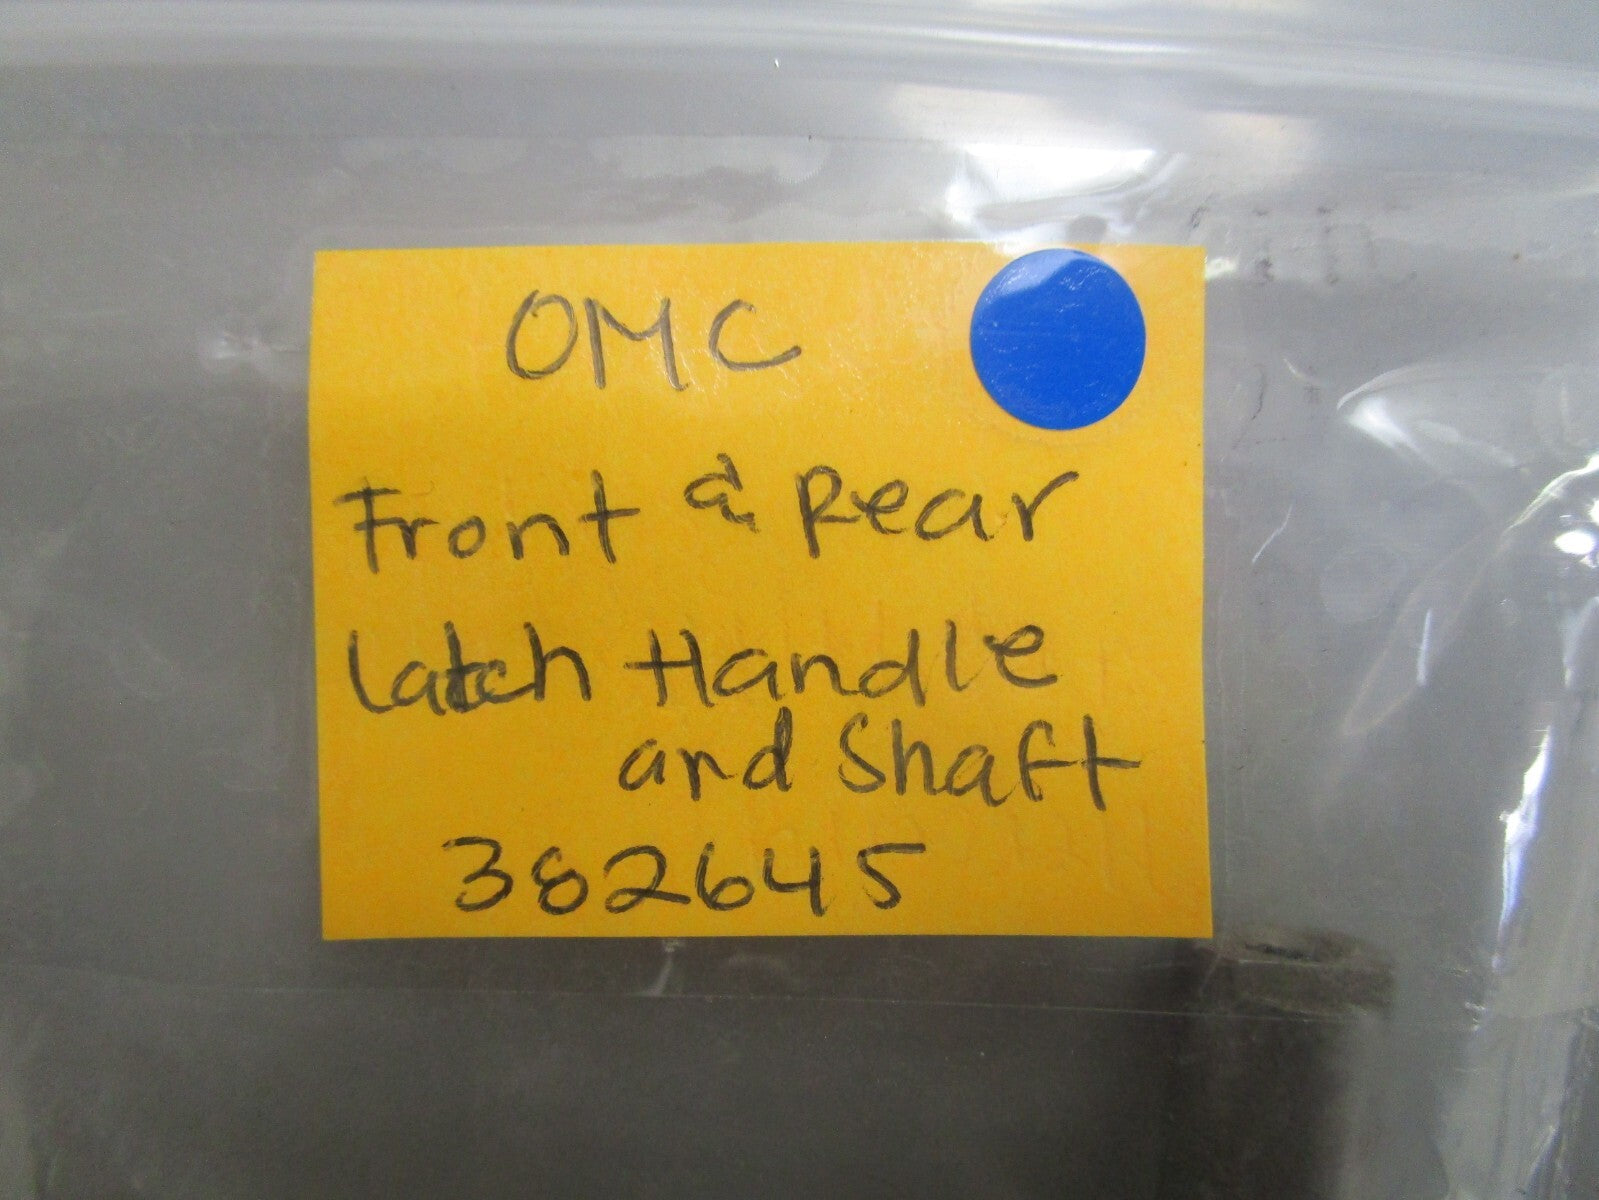 OMC
Front & Rear
Latch Handle
and Shaft
382645